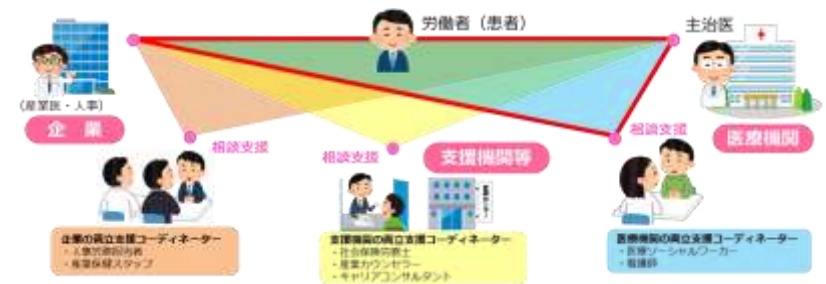 労働者（患者）
主治医
（産業医・人事）
企業
相談支援
相談支援
支援機関等
相談支援
医療機関
企業の両立支援コーディネーター
・人事労務担当者
・産業保健スタッフ
支援機関の両立支援コーディネーター
・社会保険労務士
・産業カウンセラー
・キャリアコンサルタント
医療機関の両立支援コーディネーター
・医療ソーシャルワーカー
・看護師